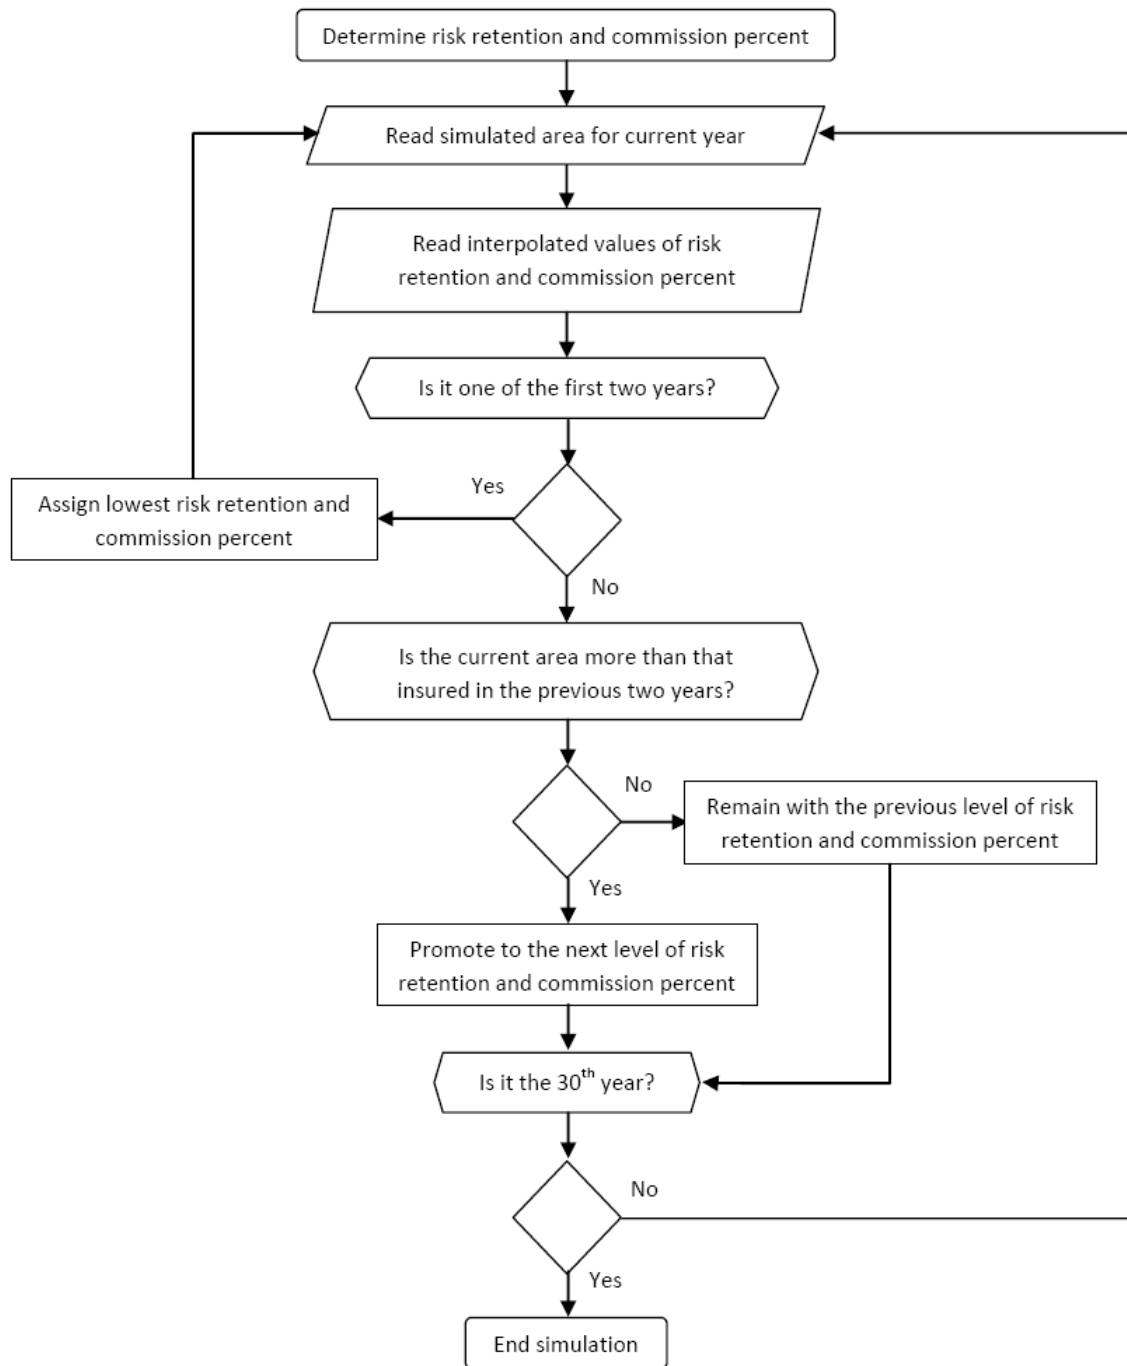 Determine risk retention and commission percent
Read simulated area for current year
Read interpolated values of risk
retention and commission percent
Is it one of the first two years?
Yes
Assign lowest risk retention and
commission percent
No
Is the current area more than that
insured in the previous two years?
No
Remain with the previous level of risk
retention and commission percent
Yes
Promote to the next level of risk
retention and commission percent
Is it the 30th year?
No
Yes
End simulation